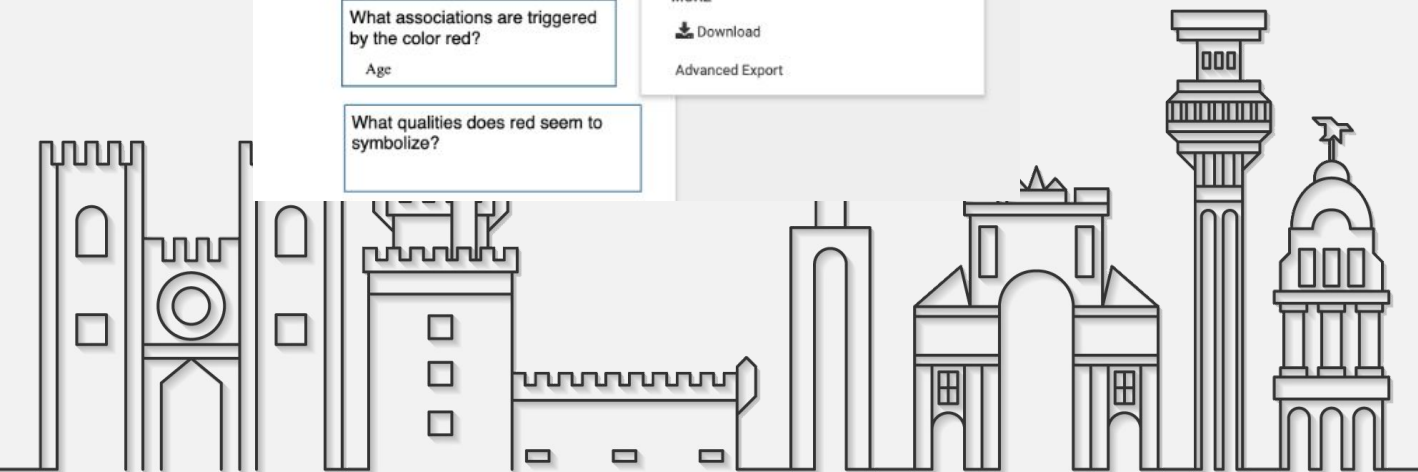 What associations are triggered
by the color red?
Age
What qualities does red seem to
symbolize?
Download
Advanced Export